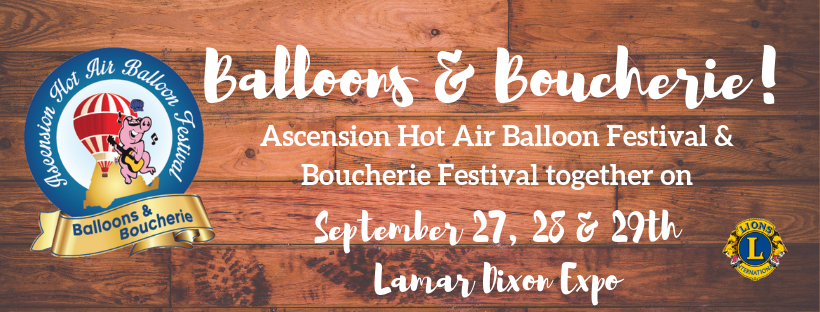 Balloons & Boucherie!
Ascension Hot Air Balloon Festival &
Boucherie Festival together on
September 27, 28 & 29th
Lamar Dixon Expo
Ascension Hot Air Balloon Festival
Balloons &
Boucherie
LIONS
L
INTERNATIONAL